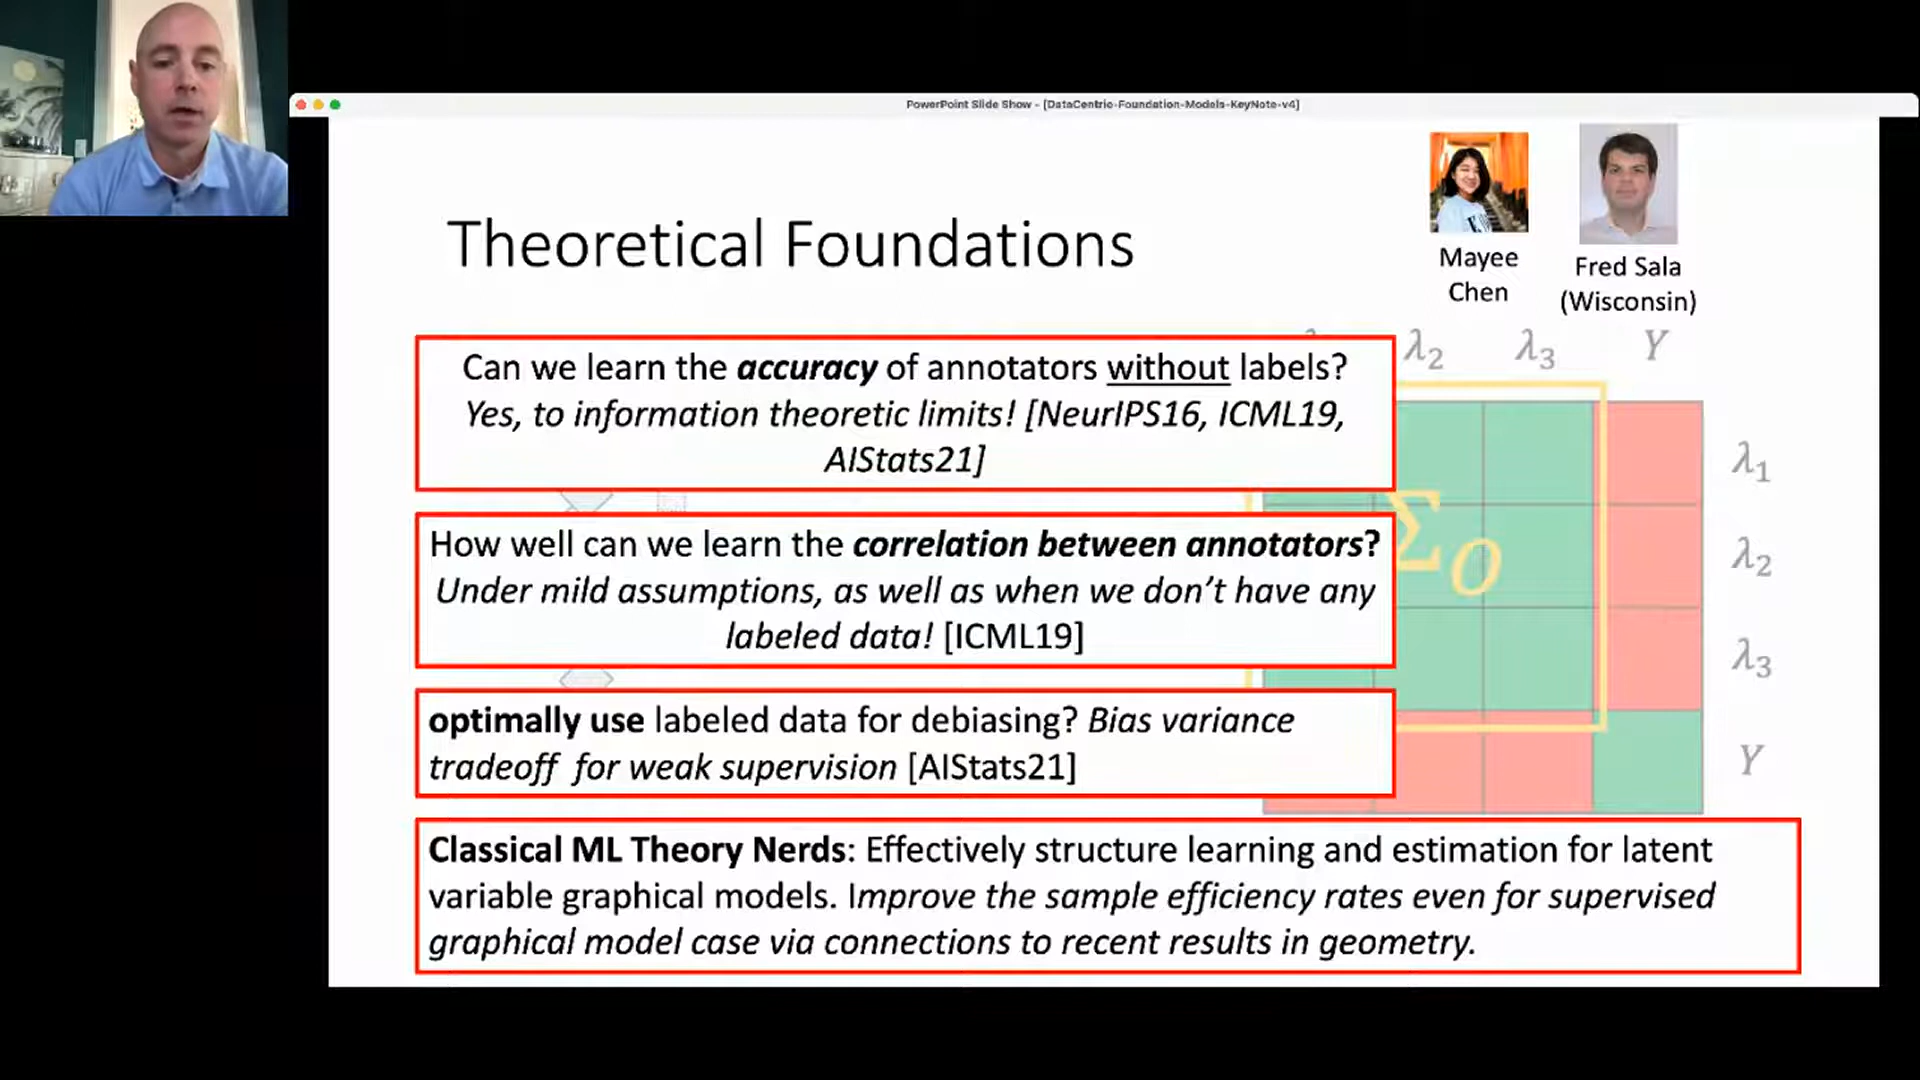 PowerPoint Slide Show - [DataCentric-Foundation-Models-KeyNote-v4]
Theoretical Foundations
Mayee
Chen
Fred Sala
(Wisconsin)
Can we learn the accuracy of annotators without labels?
Yes, to information theoretic limits! [NeurIPS16, ICML19,
AIStats21]
How well can we learn the correlation between annotators?
Under mild assumptions, as well as when we don't have any
labeled data! [ICML19]
optimally use labeled data for debiasing? Bias variance
tradeoff for weak supervision [AIStats21]
Classical ML Theory Nerds: Effectively structure learning and estimation for latent
variable graphical models. Improve the sample efficiency rates even for supervised
graphical model case via connections to recent results in geometry.
λ2 λ3 Y
Σo
λ1
λ2
λ3
Y